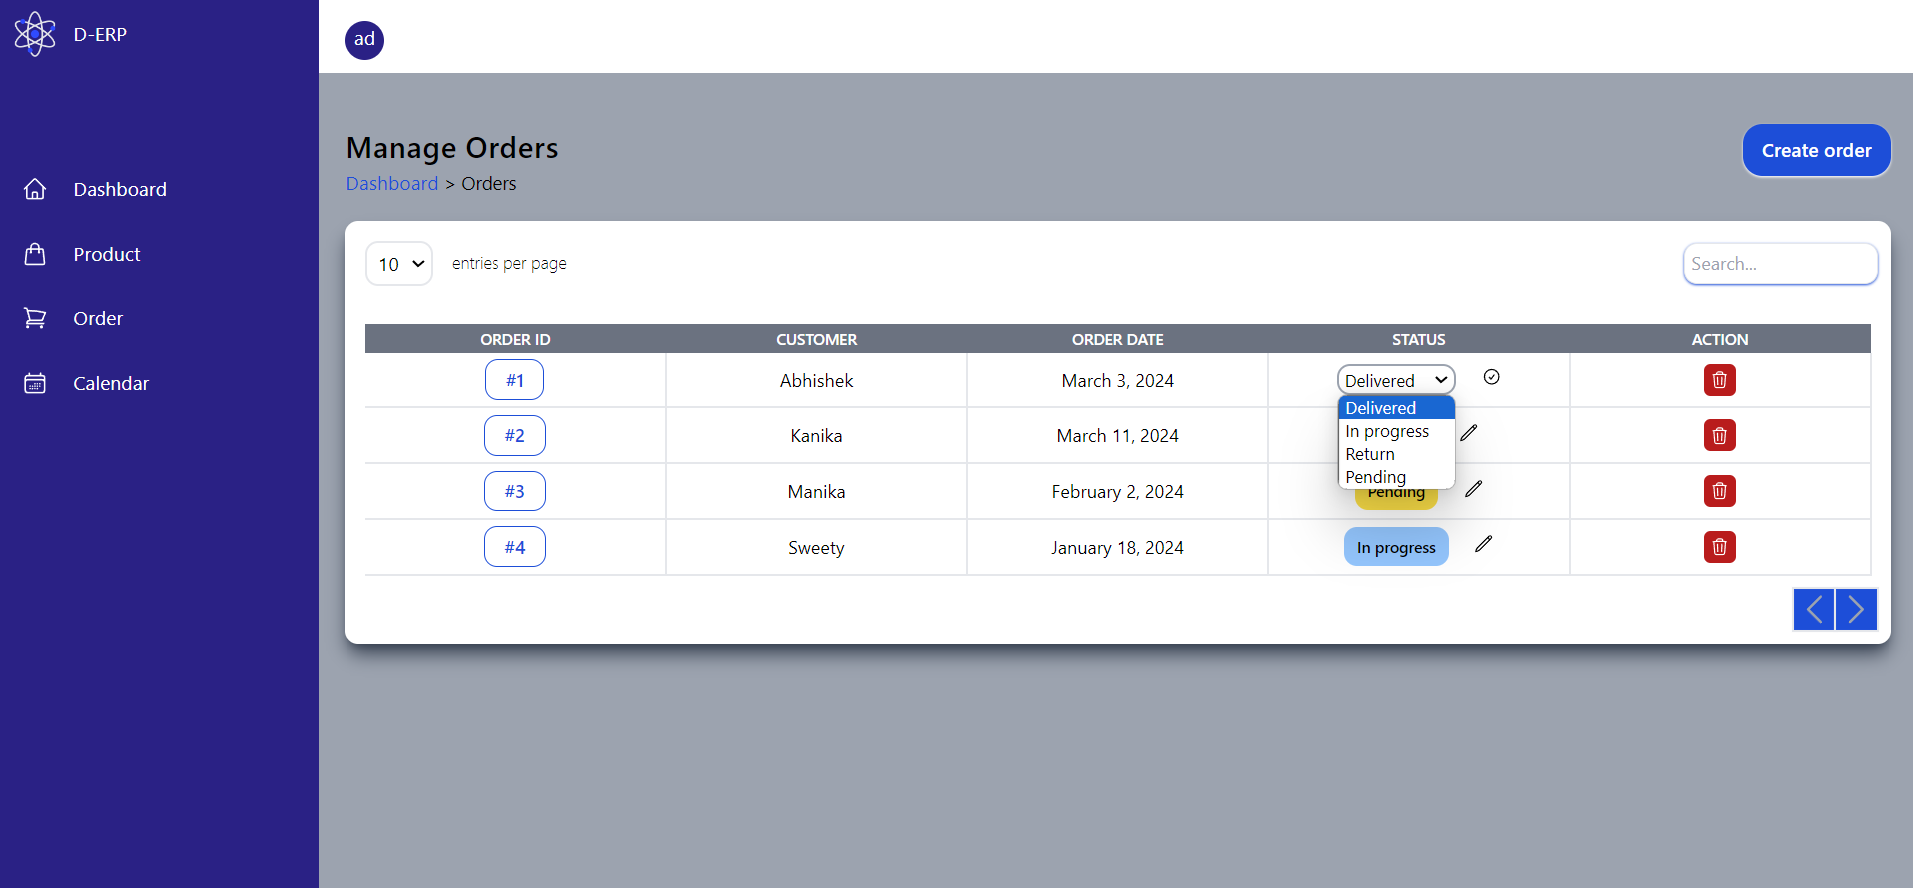 D-ERP
ad
Dashboard
Product
Order
Calendar
Manage Orders
Dashboard > Orders
Create order
10 entries per page
Search...
ORDER ID CUSTOMER ORDER DATE STATUS ACTION
#1 Abhishek March 3, 2024 Delivered
Delivered
In progress
Return
Pending
#2 Kanika March 11, 2024
#3 Manika February 2, 2024 Pending
#4 Sweety January 18, 2024 In progress